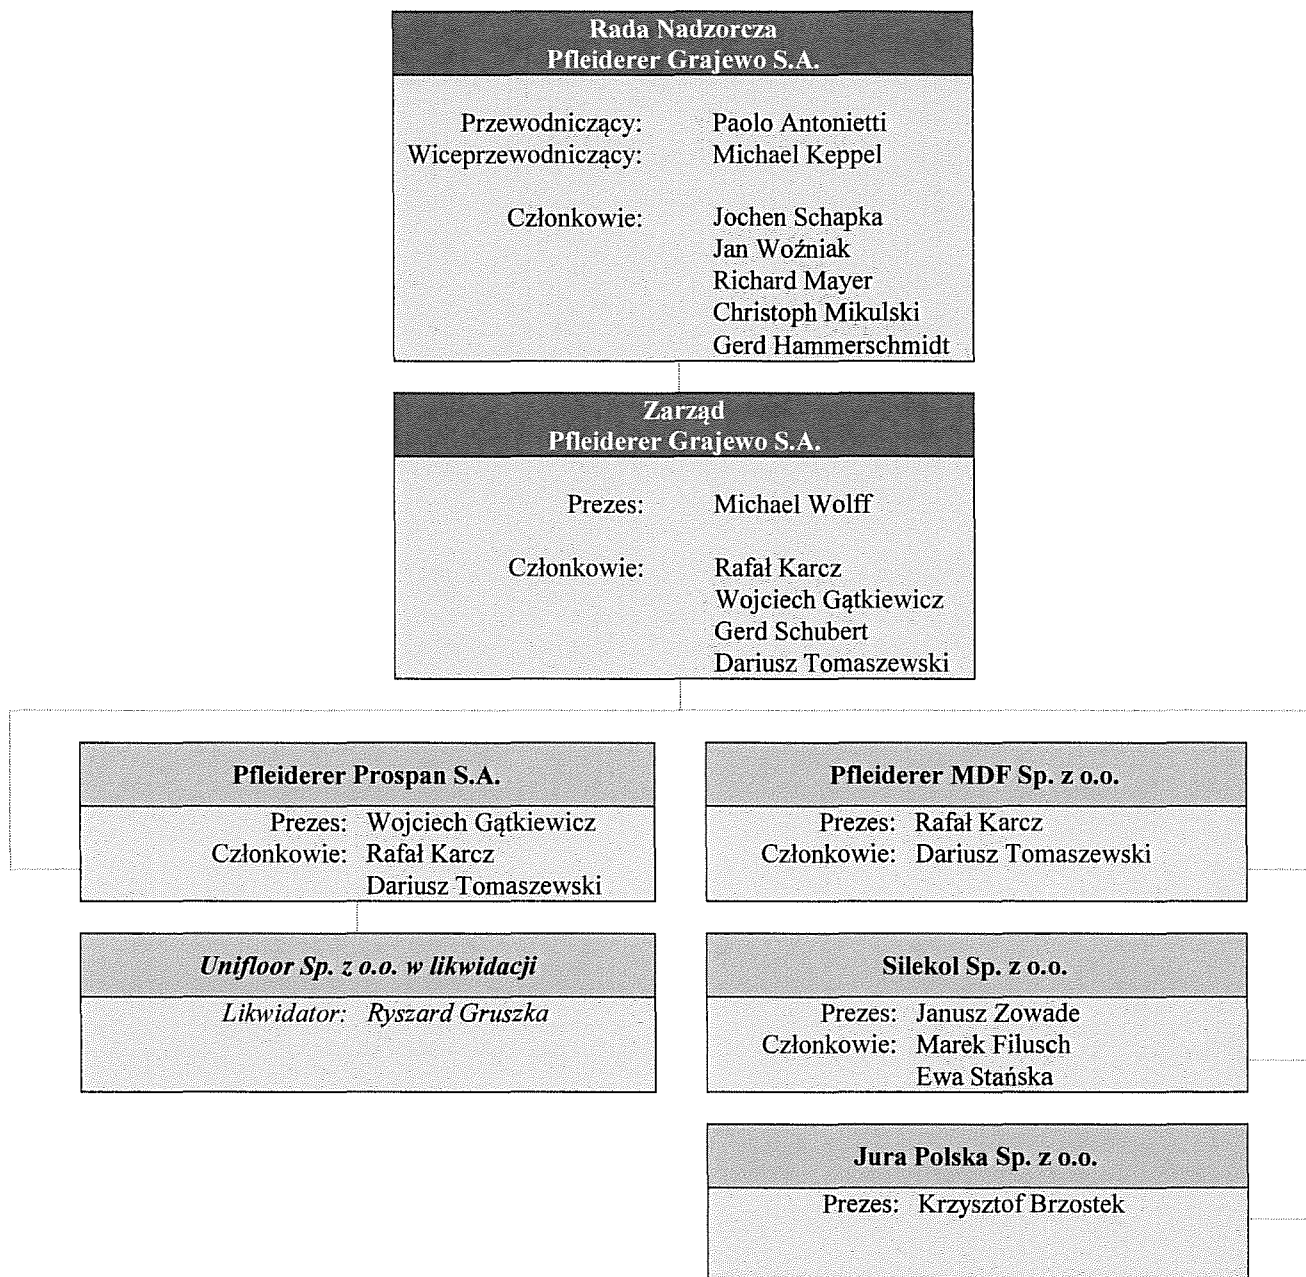 Rada Nadzorcza
Pfleiderer Grajewo S.A.
Przewodniczący: Paolo Antonietti
Wiceprzewodniczący: Michael Keppel
Członkowie: Jochen Schapka
Jan Woźniak
Richard Mayer
Christoph Mikulski
Gerd Hammerschmidt
Zarząd
Pfleiderer Grajewo S.A.
Prezes: Michael Wolff
Członkowie: Rafał Karcz
Wojciech Gątkiewicz
Gerd Schubert
Dariusz Tomaszewski
Pfleiderer Prospan S.A.
Prezes: Wojciech Gątkiewicz
Członkowie: Rafał Karcz
Dariusz Tomaszewski
Unifloor Sp. z o.o. w likwidacji
Likwidator: Ryszard Gruszka
Pfleiderer MDF Sp. z o.o.
Prezes: Rafał Karcz
Członkowie: Dariusz Tomaszewski
Silekol Sp. z o.o.
Prezes: Janusz Zowade
Członkowie: Marek Filusch
Ewa Stańska
Jura Polska Sp. z o.o.
Prezes: Krzysztof Brzostek